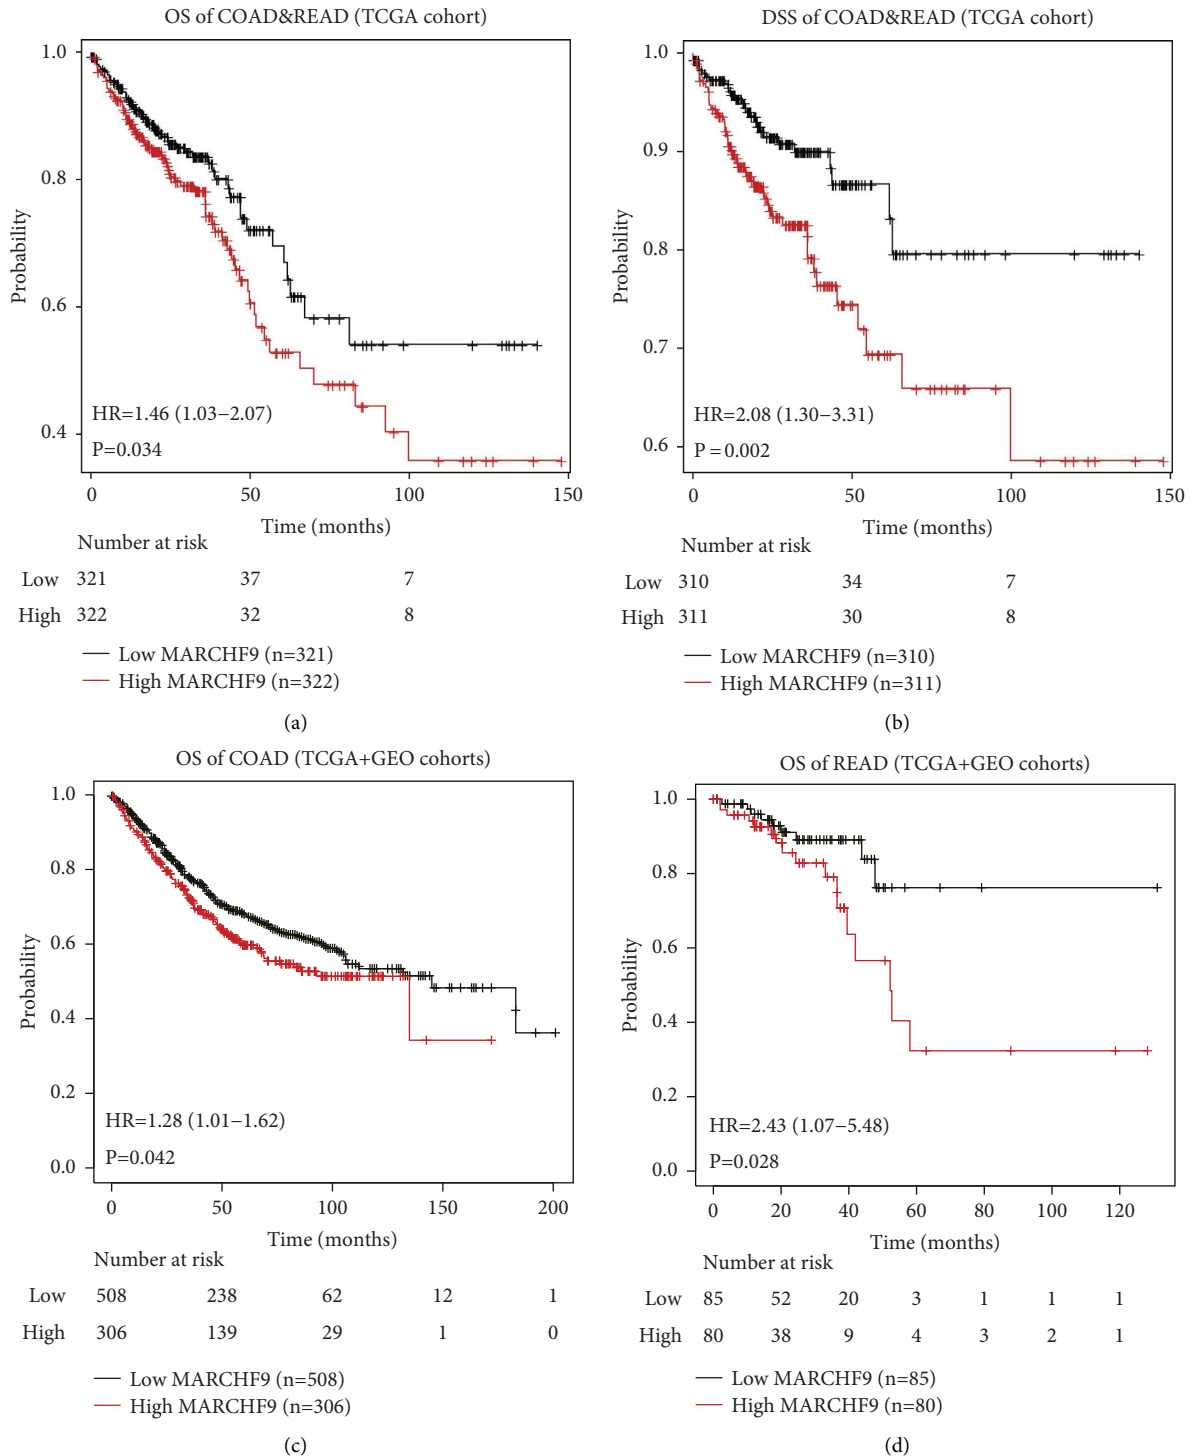 OS of COAD&READ (TCGA cohort)
1.0
0.8
0.6
0.4
Probability
HR=1.46 (1.03−2.07)
P=0.034
0 50 100 150
Time (months)
Number at risk
Low 321 37 7
High 322 32 8
Low MARCHF9 (n=321)
High MARCHF9 (n=322)
(a)
DSS of COAD&READ (TCGA cohort)
1.0
0.9
0.8
0.7
0.6
Probability
HR=2.08 (1.30−3.31)
P=0.002
0 50 100 150
Time (months)
Number at risk
Low 310 34 7
High 311 30 8
Low MARCHF9 (n=310)
High MARCHF9 (n=311)
(b)
OS of COAD (TCGA+GEO cohorts)
1.0
0.8
0.6
0.4
0.2
0.0
Probability
HR=1.28 (1.01−1.62)
P=0.042
0 50 100 150 200
Time (months)
Number at risk
Low 508 238 62 12 1
High 306 139 29 1 0
Low MARCHF9 (n=508)
High MARCHF9 (n=306)
(c)
OS of READ (TCGA+GEO cohorts)
1.0
0.8
0.6
0.4
0.2
0.0
Probability
HR=2.43 (1.07−5.48)
P=0.028
0 20 40 60 80 100 120
Time (months)
Number at risk
Low 85 52 20 3 1 1 1
High 80 38 9 4 3 2 1
Low MARCHF9 (n=85)
High MARCHF9 (n=80)
(d)